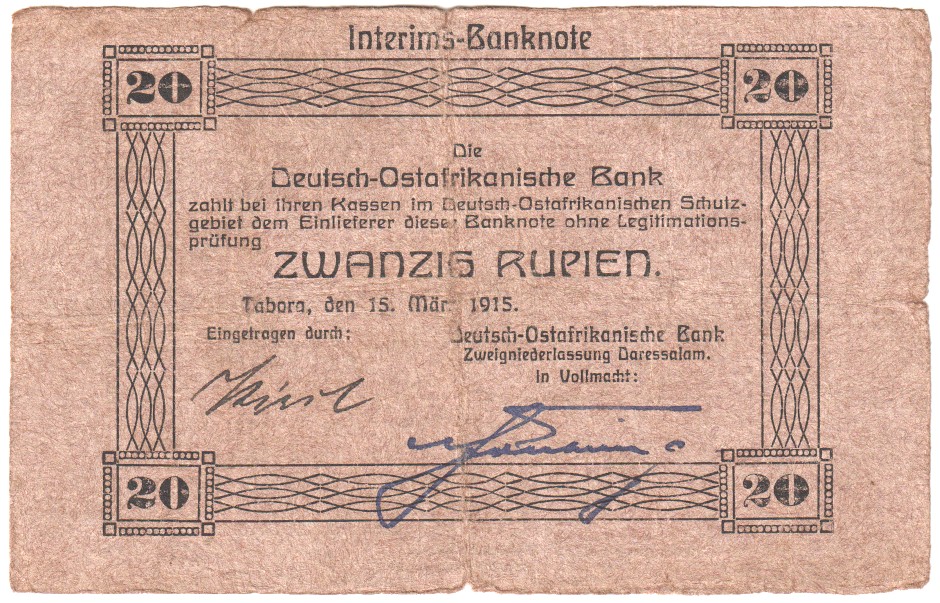 Interims-Banknote
20 20
Die
Deutsch-Ostafrikanische Bank
zahlt bei ihren Kassen im Deutsch-Ostafrikanischen Schutz-
gebiet dem Einlieferer dieser Banknote ohne Legitimations-
prüfung
ZWANZIG RUPIEN.
Tabora, den 15. März 1915.
Eingetragen durch:
Deutsch-Ostafrikanische Bank
Zweigniederlassung Daressalam.
In Vollmacht:
20 20